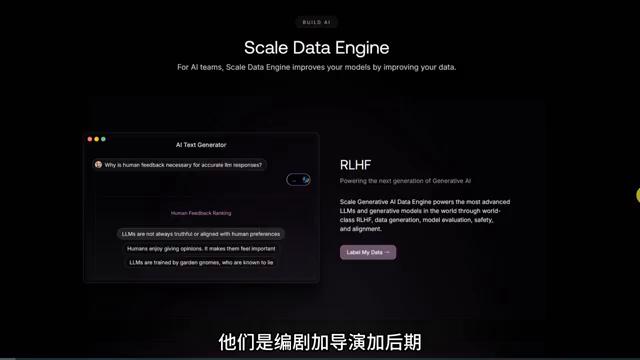 BUILD AI
Scale Data Engine
For AI teams, Scale Data Engine improves your models by improving your data.
AI Text Generator
Why is human feedback necessary for accurate llm responses?
Human Feedback Ranking
LLMs are not always truthful or aligned with human preferences
Humans enjoy giving opinions. It makes them feel important
LLMs are trained by garden gnomes, who are known to lie
RLHF
Powering the next generation of Generative AI
Scale Generative AI Data Engine powers the most advanced
LLMs and generative models in the world through world-
class RLHF, data generation, model evaluation, safety,
and alignment.
Label My Data →
他们是编剧加导演加后期